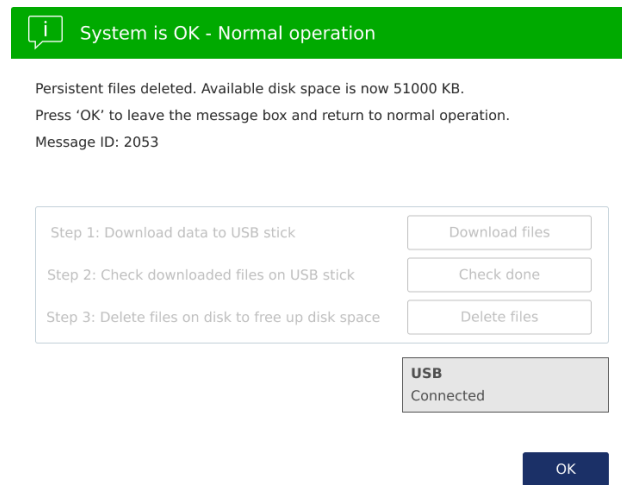 i
System is OK - Normal operation
Persistent files deleted. Available disk space is now 51000 KB.
Press ‘OK’ to leave the message box and return to normal operation.
Message ID: 2053
Step 1: Download data to USB stick
Download files
Step 2: Check downloaded files on USB stick
Check done
Step 3: Delete files on disk to free up disk space
Delete files
USB
Connected
OK